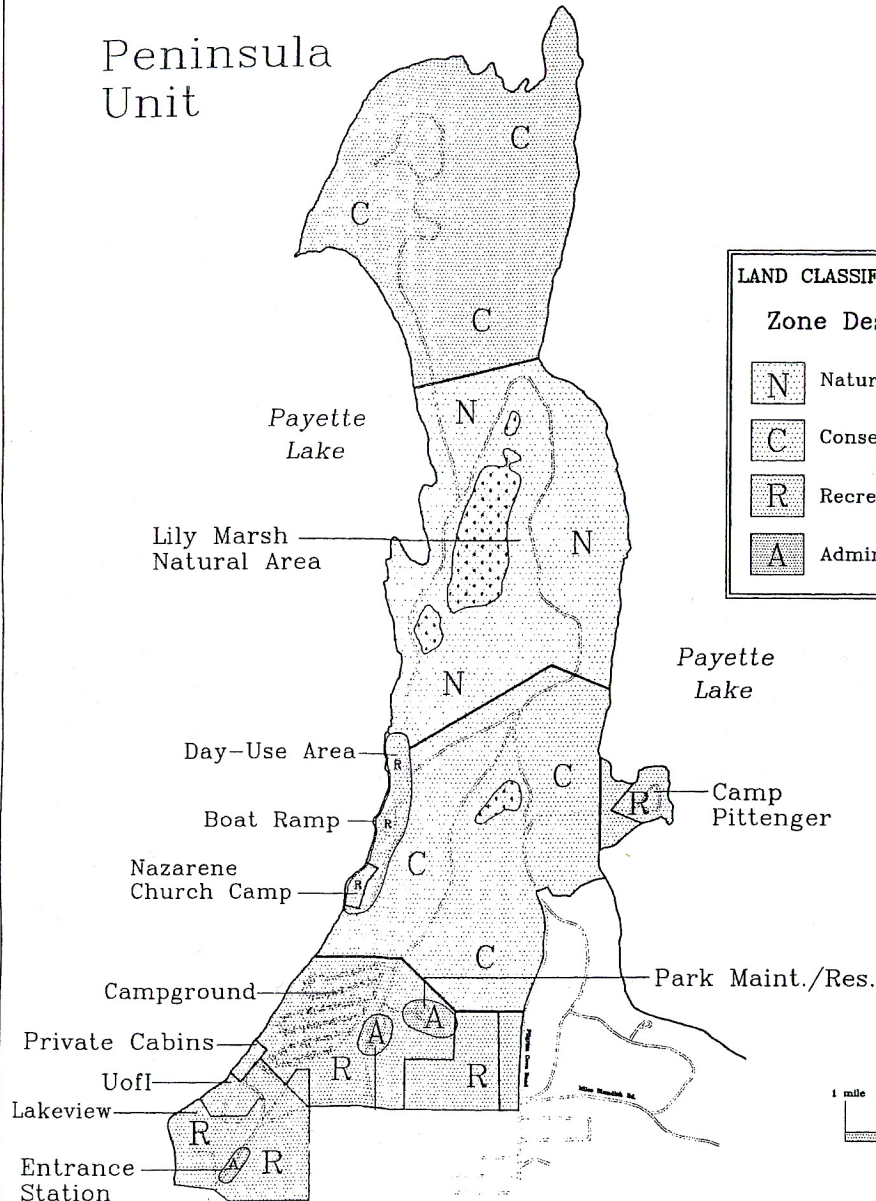 Peninsula
Unit
C
C
C
LAND CLASSIF
Zone Des
N Natur
C Conse
R Recre
A Admin
Payette
Lake
N
Lily Marsh
Natural Area
N
Payette
Lake
N
Day-Use Area
R
C
Camp
Pittenger
R
Boat Ramp
R
C
Nazarene
Church Camp
R
C
Park Maint./Res.
Campground
A
A
Private Cabins
R
R
UofI
Lakeview
R
R
Entrance
Station
A
1 mile